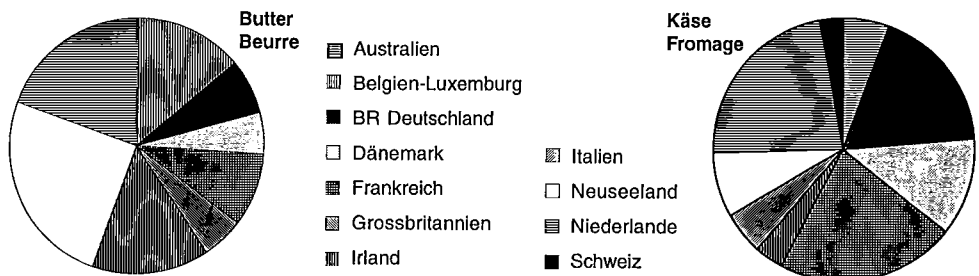 Butter
Beurre
Käse
Fromage
Australien
Belgien-Luxemburg
BR Deutschland
Dänemark
Frankreich
Grossbritannien
Irland
Italien
Neuseeland
Niederlande
Schweiz